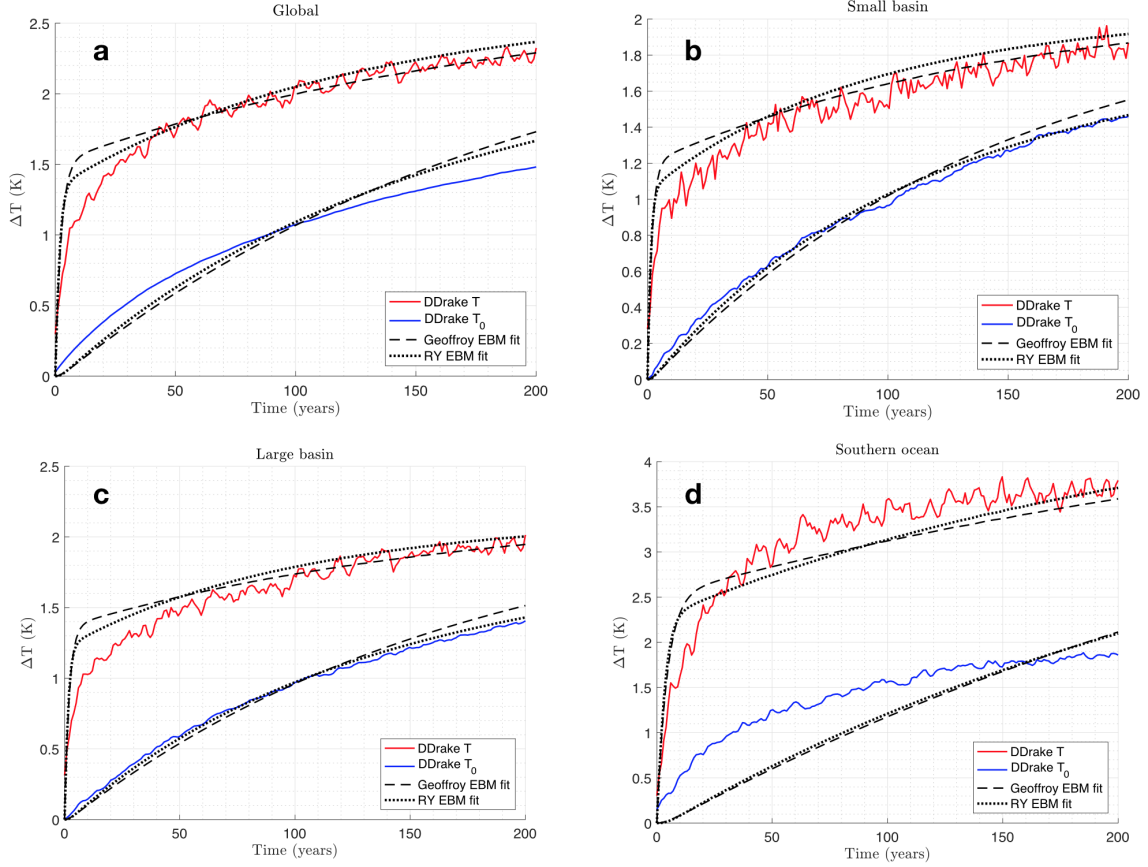 Global
a
2.5
2
1.5
1
0.5
0
0 50 100 150 200
ΔT (K)
Time (years)
DDrake T
DDrake T0
Geoffroy EBM fit
RY EBM fit
Small basin
b
2
1.8
1.6
1.4
1.2
1
0.8
0.6
0.4
0.2
0
0 50 100 150 200
ΔT (K)
Time (years)
DDrake T
DDrake T0
Geoffroy EBM fit
RY EBM fit
Large basin
c
2.5
2
1.5
1
0.5
0
0 50 100 150 200
ΔT (K)
Time (years)
DDrake T
DDrake T0
Geoffroy EBM fit
RY EBM fit
Southern ocean
d
4
3.5
3
2.5
2
1.5
1
0.5
0
0 50 100 150 200
ΔT (K)
Time (years)
DDrake T
DDrake T0
Geoffroy EBM fit
RY EBM fit